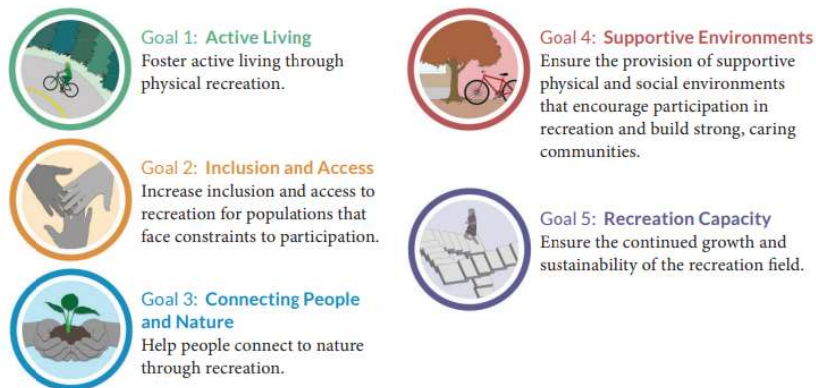 Goal 1: Active Living
Foster active living through
physical recreation.
Goal 2: Inclusion and Access
Increase inclusion and access to
recreation for populations that
face constraints to participation.
Goal 3: Connecting People
and Nature
Help people connect to nature
through recreation.
Goal 4: Supportive Environments
Ensure the provision of supportive
physical and social environments
that encourage participation in
recreation and build strong, caring
communities.
Goal 5: Recreation Capacity
Ensure the continued growth and
sustainability of the recreation field.